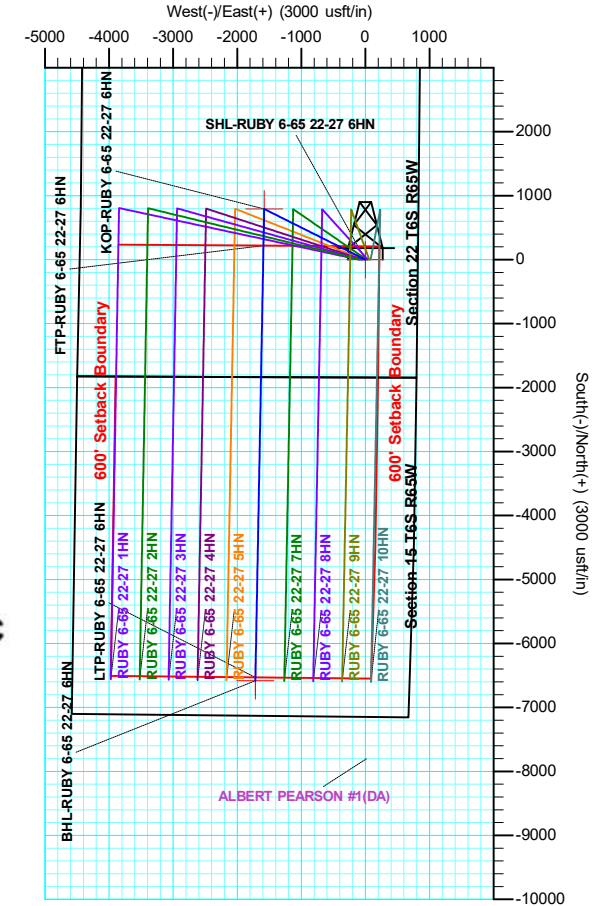 West(-)/East(+) (3000 usft/in)
-5000 -4000 -3000 -2000 -1000 0 1000
SHL-RUBY 6-65 22-27 6HN
KOP-RUBY 6-65 22-27 6HN
FTP-RUBY 6-65 22-27 6HN
Section 22 T6S R65W
600' Setback Boundary
600' Setback Boundary
Section 15 T6S R65W
LTP-RUBY 6-65 22-27 6HN
RUBY 6-65 22-27 1HN
RUBY 6-65 22-27 2HN
RUBY 6-65 22-27 3HN
RUBY 6-65 22-27 4HN
RUBY 6-65 22-27 5HN
RUBY 6-65 22-27 7HN
RUBY 6-65 22-27 8HN
RUBY 6-65 22-27 9HN
RUBY 6-65 22-27 10HN
BHL-RUBY 6-65 22-27 6HN
ALBERT PEARSON #1(DA)
2000
1000
0
-1000
-2000
-3000
-4000
-5000
-6000
-7000
-8000
-9000
-10000
South(-)/North(+) (3000 usft/in)